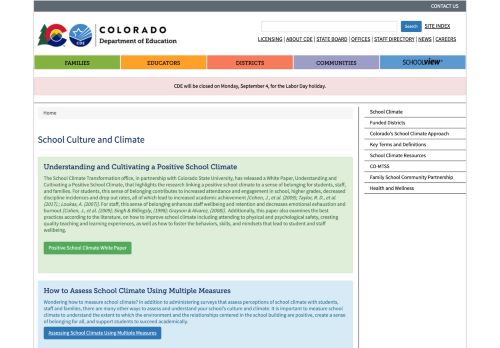 CONTACT US
COLORADO
Department of Education
CDE
Search
SITE INDEX
LICENSING | ABOUT CDE | STATE BOARD | OFFICES | STAFF DIRECTORY | NEWS | CAREERS
FAMILIES
EDUCATORS
DISTRICTS
COMMUNITIES
SCHOOLVIEW
CDE will be closed on Monday, September 4, for the Labor Day holiday.
Home
School Culture and Climate
Understanding and Cultivating a Positive School Climate
The School Climate Transformation office, in partnership with Colorado State University, has released a White Paper, Understanding and
Cultivating a Positive School Climate, that highlights the research linking a positive school climate to a sense of belonging for students, staff,
and families. For students, this sense of belonging contributes to increased attendance and engagement in school, higher grades, decreased
discipline incidences and drop out rates, all of which lead to increased academic achievement [Cohen, J., et al. (2009); Taylor, R. D., et al.
(2017).; Loukas, A. (2007)]. For staff, this sense of belonging enhances staff wellbeing and retention and decreases emotional exhaustion and
burnout [Cohen, J., et al. (2009); Singh & Billingsly, (1996); Grayson & Alvarez, (2008)]. Additionally, this paper also examines the best
practices according to the literature, on how to improve school climate including attending to physical and psychological safety, creating
quality teaching and learning experiences, as well as how to foster the behaviors, skills, and mindsets that lead to student and staff
wellbeing.
Positive School Climate White Paper
How to Assess School Climate Using Multiple Measures
Wondering how to measure school climate? In addition to administering surveys that assess perceptions of school climate with students,
staff and families, there are many other ways to assess and understand your school's culture and climate. It is important to measure school
climate to understand the extent to which the environment and the relationships centered in the school building are positive, create a sense
of belonging for all, and support students to succeed academically.
Assessing School Climate Using Multiple Measures
School Climate
Funded Districts
Colorado's School Climate Approach
Key Terms and Definitions
School Climate Resources
CO-MTSS
Family School Community Partnership
Health and Wellness